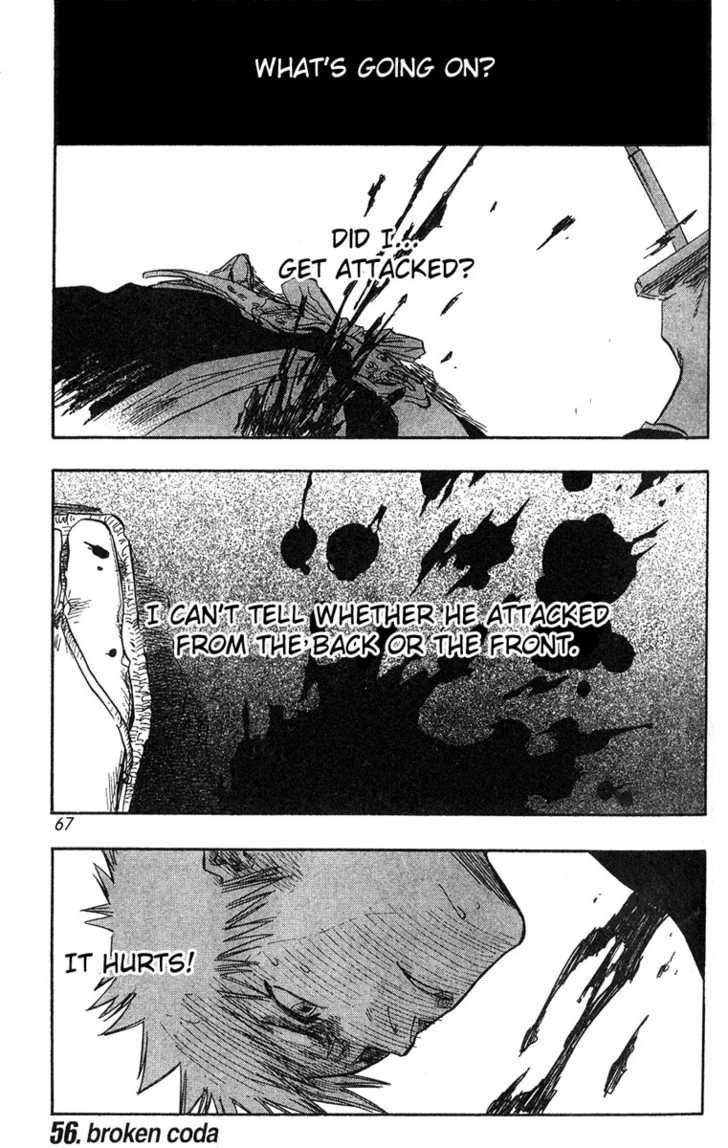 WHAT'S GOING ON?
DID I...
GET ATTACKED?
I CAN'T TELL WHETHER HE ATTACKED
FROM THE BACK OR THE FRONT.
67
IT HURTS!
56. broken coda